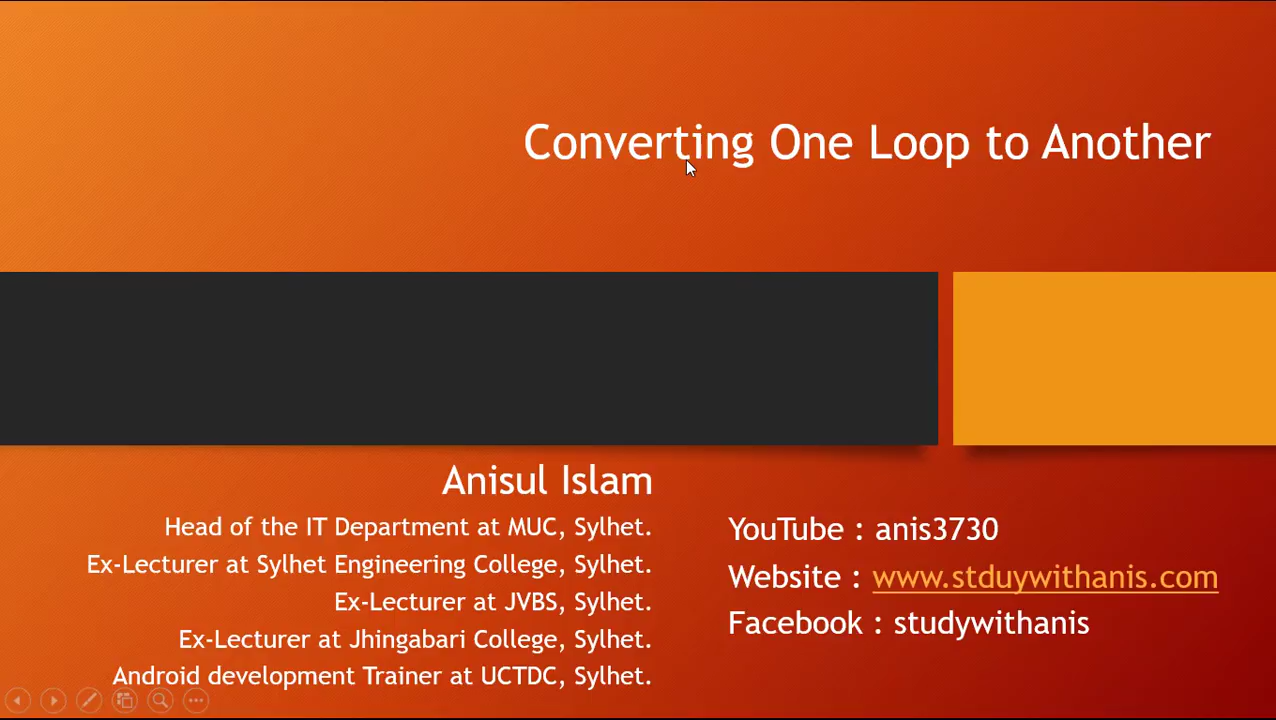 Converting One Loop to Another
Anisul Islam
Head of the IT Department at MUC, Sylhet.
Ex-Lecturer at Sylhet Engineering College, Sylhet.
Ex-Lecturer at JVBS, Sylhet.
Ex-Lecturer at Jhingabari College, Sylhet.
Android development Trainer at UCTDC, Sylhet.
YouTube : anis3730
Website : www.stduywithanis.com
Facebook : studywithanis